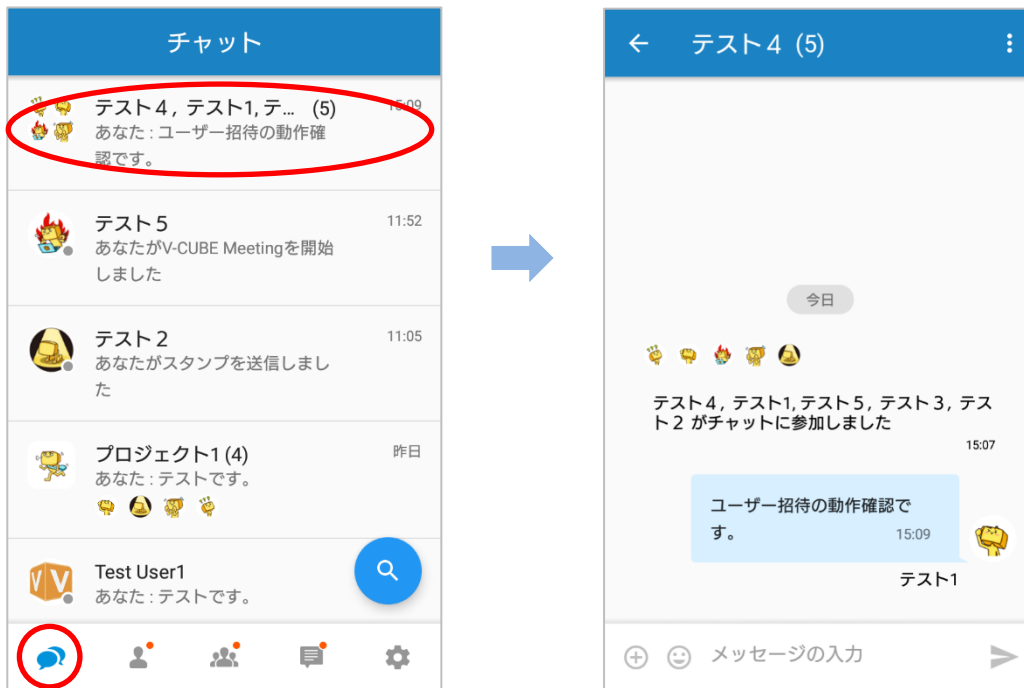 チャット
テスト４, テスト1, テ... (5)
15:09
あなた : ユーザー招待の動作確
認です。
テスト５
11:52
あなたがV-CUBE Meetingを開始
しました
テスト２
11:05
あなたがスタンプを送信しまし
た
プロジェクト1 (4)
昨日
あなた : テストです。
Test User1
あなた : テストです。
テスト４ (5)
今日
テスト４, テスト1, テスト５, テスト３, テス
ト２ がチャットに参加しました
15:07
ユーザー招待の動作確認で
す。
15:09
テスト1
メッセージの入力